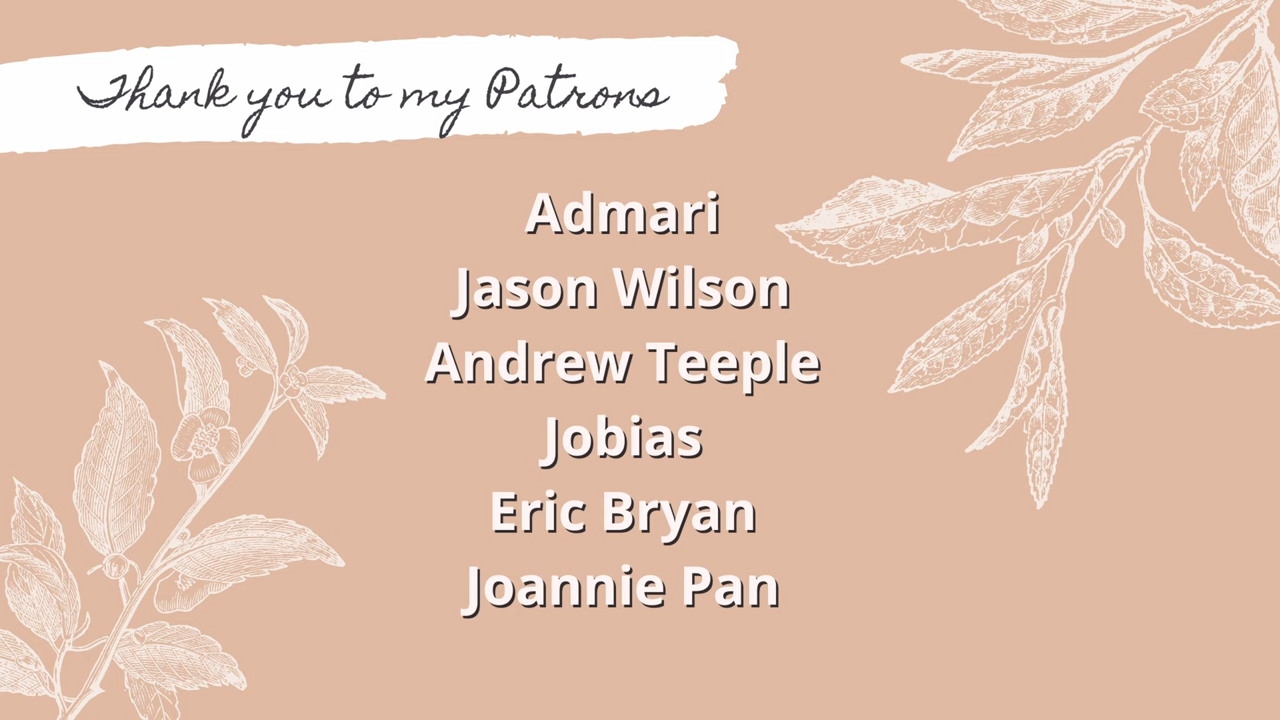 Thank you to my Patrons
Admari
Jason Wilson
Andrew Teeple
Jobias
Eric Bryan
Joannie Pan